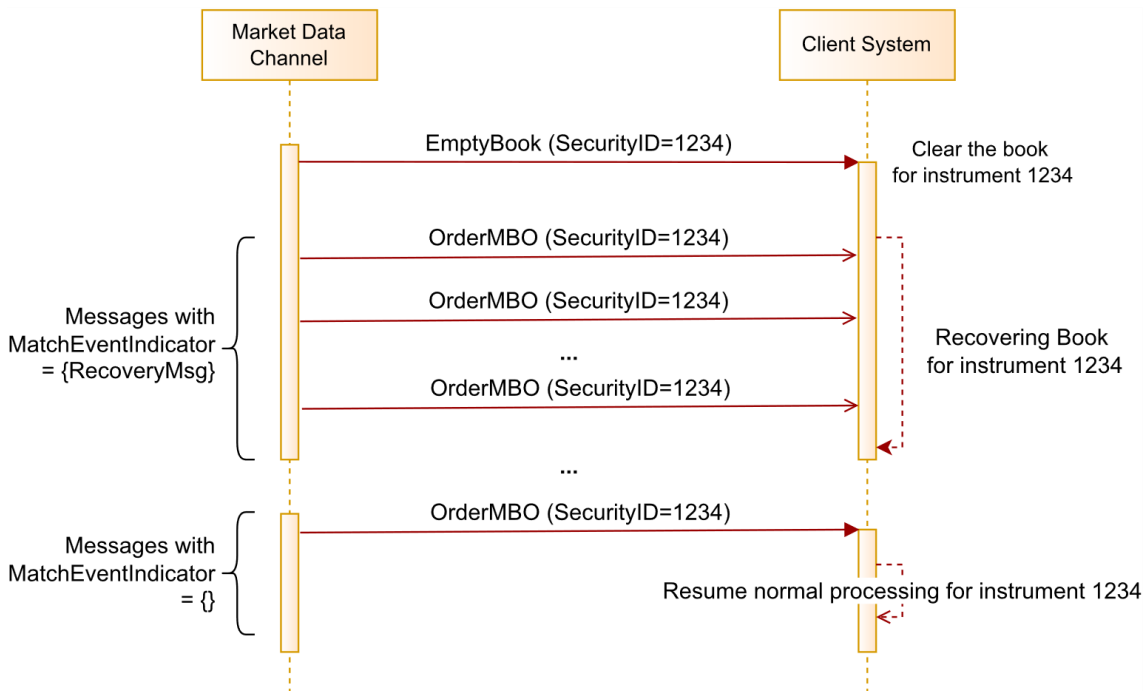 Market Data
Channel
Client System
EmptyBook (SecurityID=1234)
Clear the book
for instrument 1234
OrderMBO (SecurityID=1234)
OrderMBO (SecurityID=1234)
Messages with
MatchEventIndicator
= {RecoveryMsg}
...
Recovering Book
for instrument 1234
OrderMBO (SecurityID=1234)
...
OrderMBO (SecurityID=1234)
Messages with
MatchEventIndicator
= {}
Resume normal processing for instrument 1234